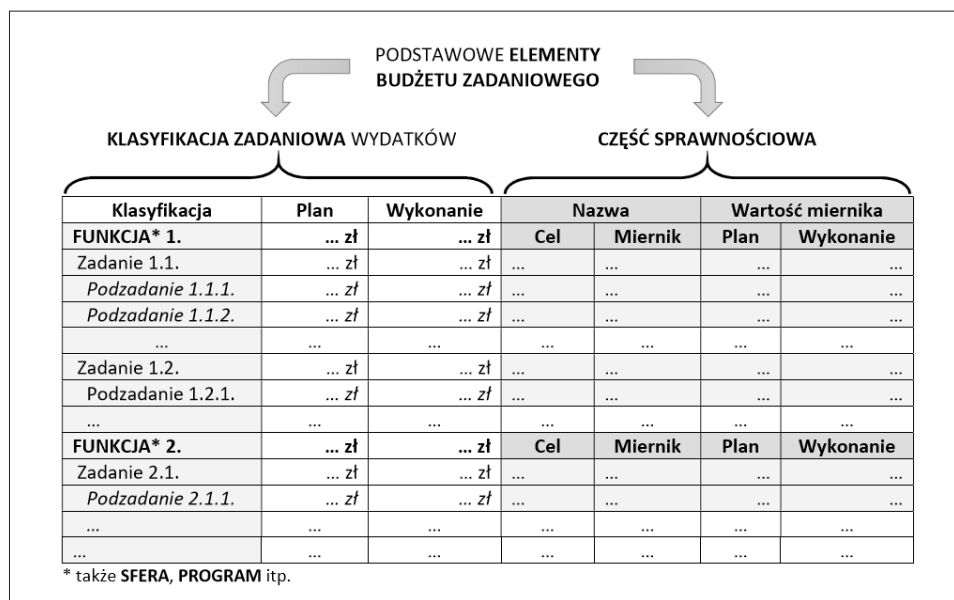 PODSTAWOWE ELEMENTY
BUDŻETU ZADANIOWEGO
KLASYFIKACJA ZADANIOWA WYDATKÓW CZĘŚĆ SPRAWNOŚCIOWA
Klasyfikacja Plan Wykonanie Nazwa Wartość miernika
FUNKCJA* 1. ... zł ... zł Cel Miernik Plan Wykonanie
Zadanie 1.1. ... zł ... zł ... ... ... ...
Podzadanie 1.1.1. ... zł ... zł ... ... ... ...
Podzadanie 1.1.2. ... zł ... zł ... ... ... ...
... ... ... ... ... ... ...
Zadanie 1.2. ... zł ... zł ... ... ... ...
Podzadanie 1.2.1. ... zł ... zł ... ... ... ...
... ... ... ... ... ... ...
FUNKCJA* 2. ... zł ... zł Cel Miernik Plan Wykonanie
Zadanie 2.1. ... zł ... zł ... ... ... ...
Podzadanie 2.1.1. ... zł ... zł ... ... ... ...
... ... ... ... ... ... ...
... ... ... ... ... ... ...
* także SFERA, PROGRAM itp.